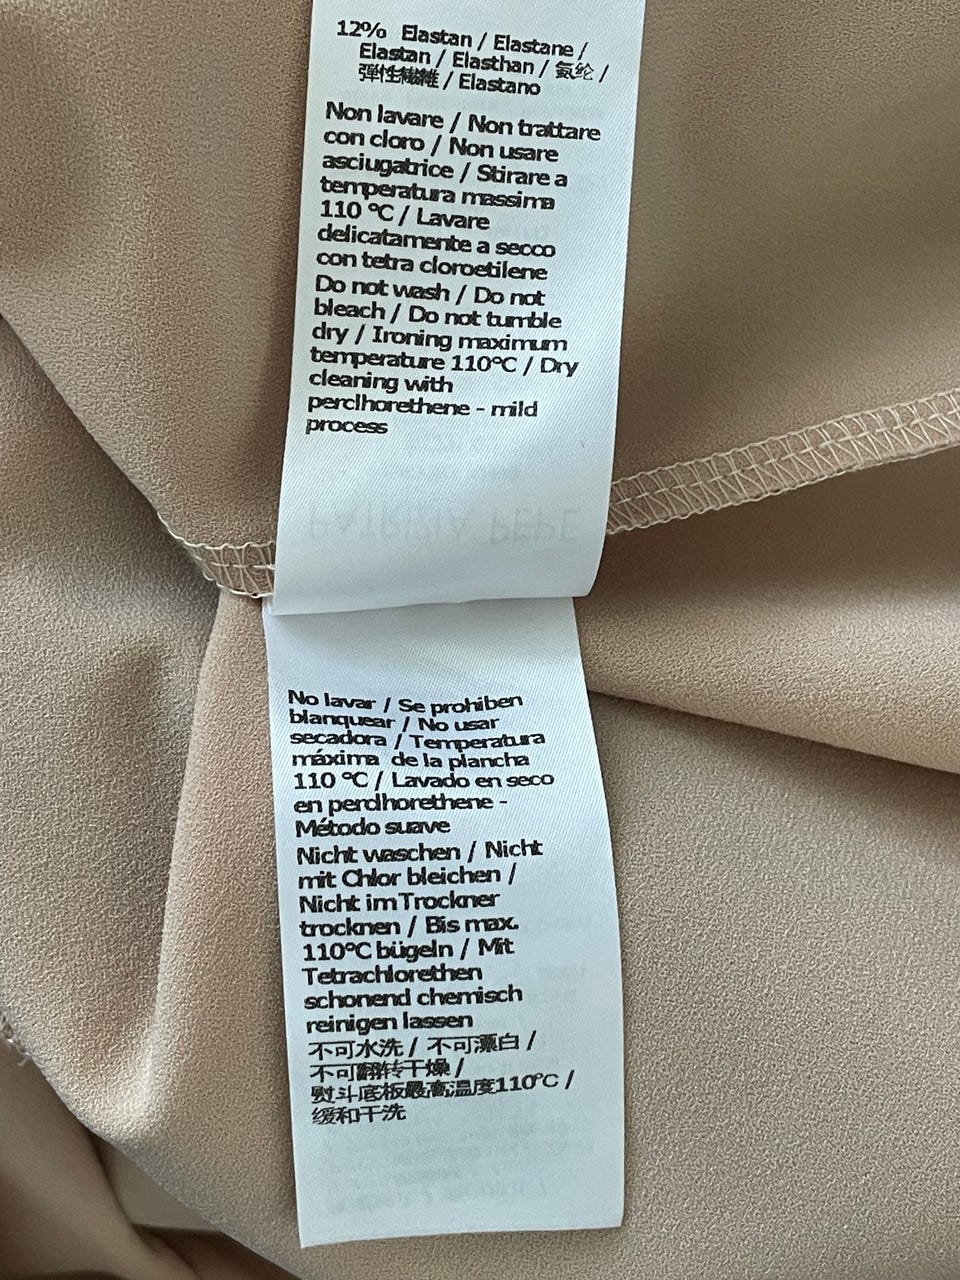 12% Elastan / Elastane /
Elastan / Elasthan / 氨纶 /
弾性繊維 / Elastano
Non lavare / Non trattare
con cloro / Non usare
asciugatrice / Stirare a
temperatura massima
110 °C / Lavare
delicatamente a secco
con tetra cloroetilene
Do not wash / Do not
bleach / Do not tumble
dry / Ironing maximum
temperature 110°C / Dry
cleaning with
perclhorethene - mild
process
PATRIZIA PEPE
No lavar / Se prohiben
blanquear / No usar
secadora / Temperatura
máxima de la plancha
110 °C / Lavado en seco
en perclhorethene -
Método suave
Nicht waschen / Nicht
mit Chlor bleichen /
Nicht im Trockner
trocknen / Bis max.
110°C bügeln / Mit
Tetrachlorethen
schonend chemisch
reinigen lassen
不可水洗 / 不可漂白 /
不可翻转干燥 /
熨斗底板最高温度110°C /
缓和干洗